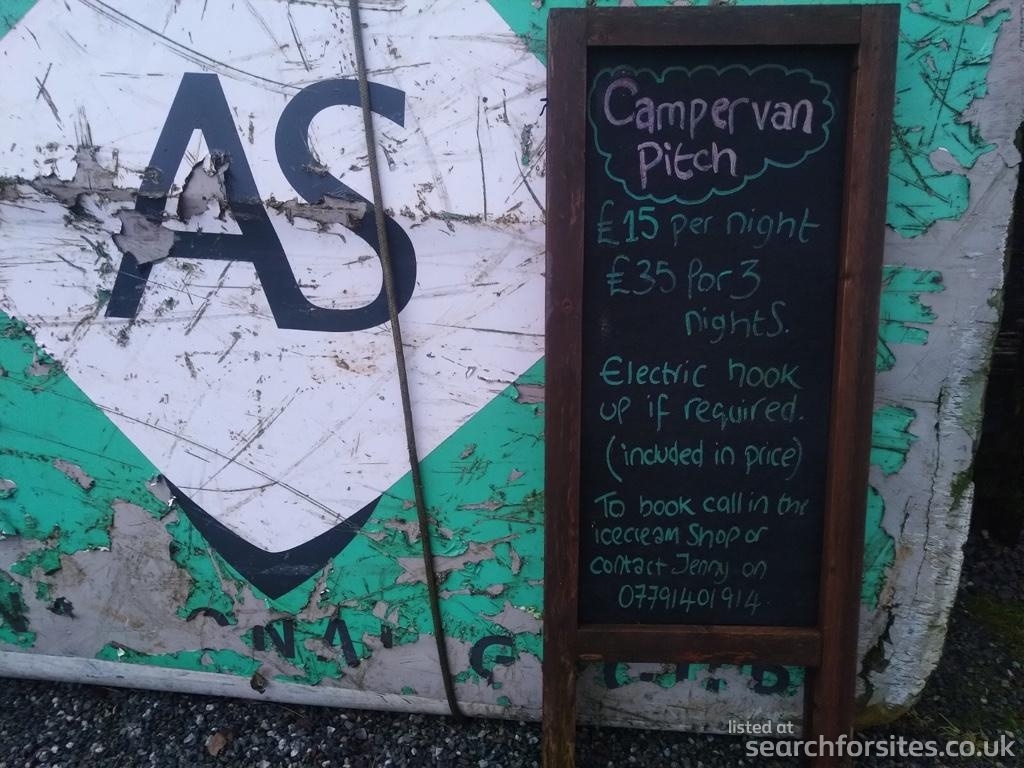 AS
Campervan
Pitch
£15 per night
£35 for 3
nights.
Electric hook
up if required.
(included in price)
To book call in the
icecream Shop or
contact Jenny on
07791401914
listed at
searchforsites.co.uk